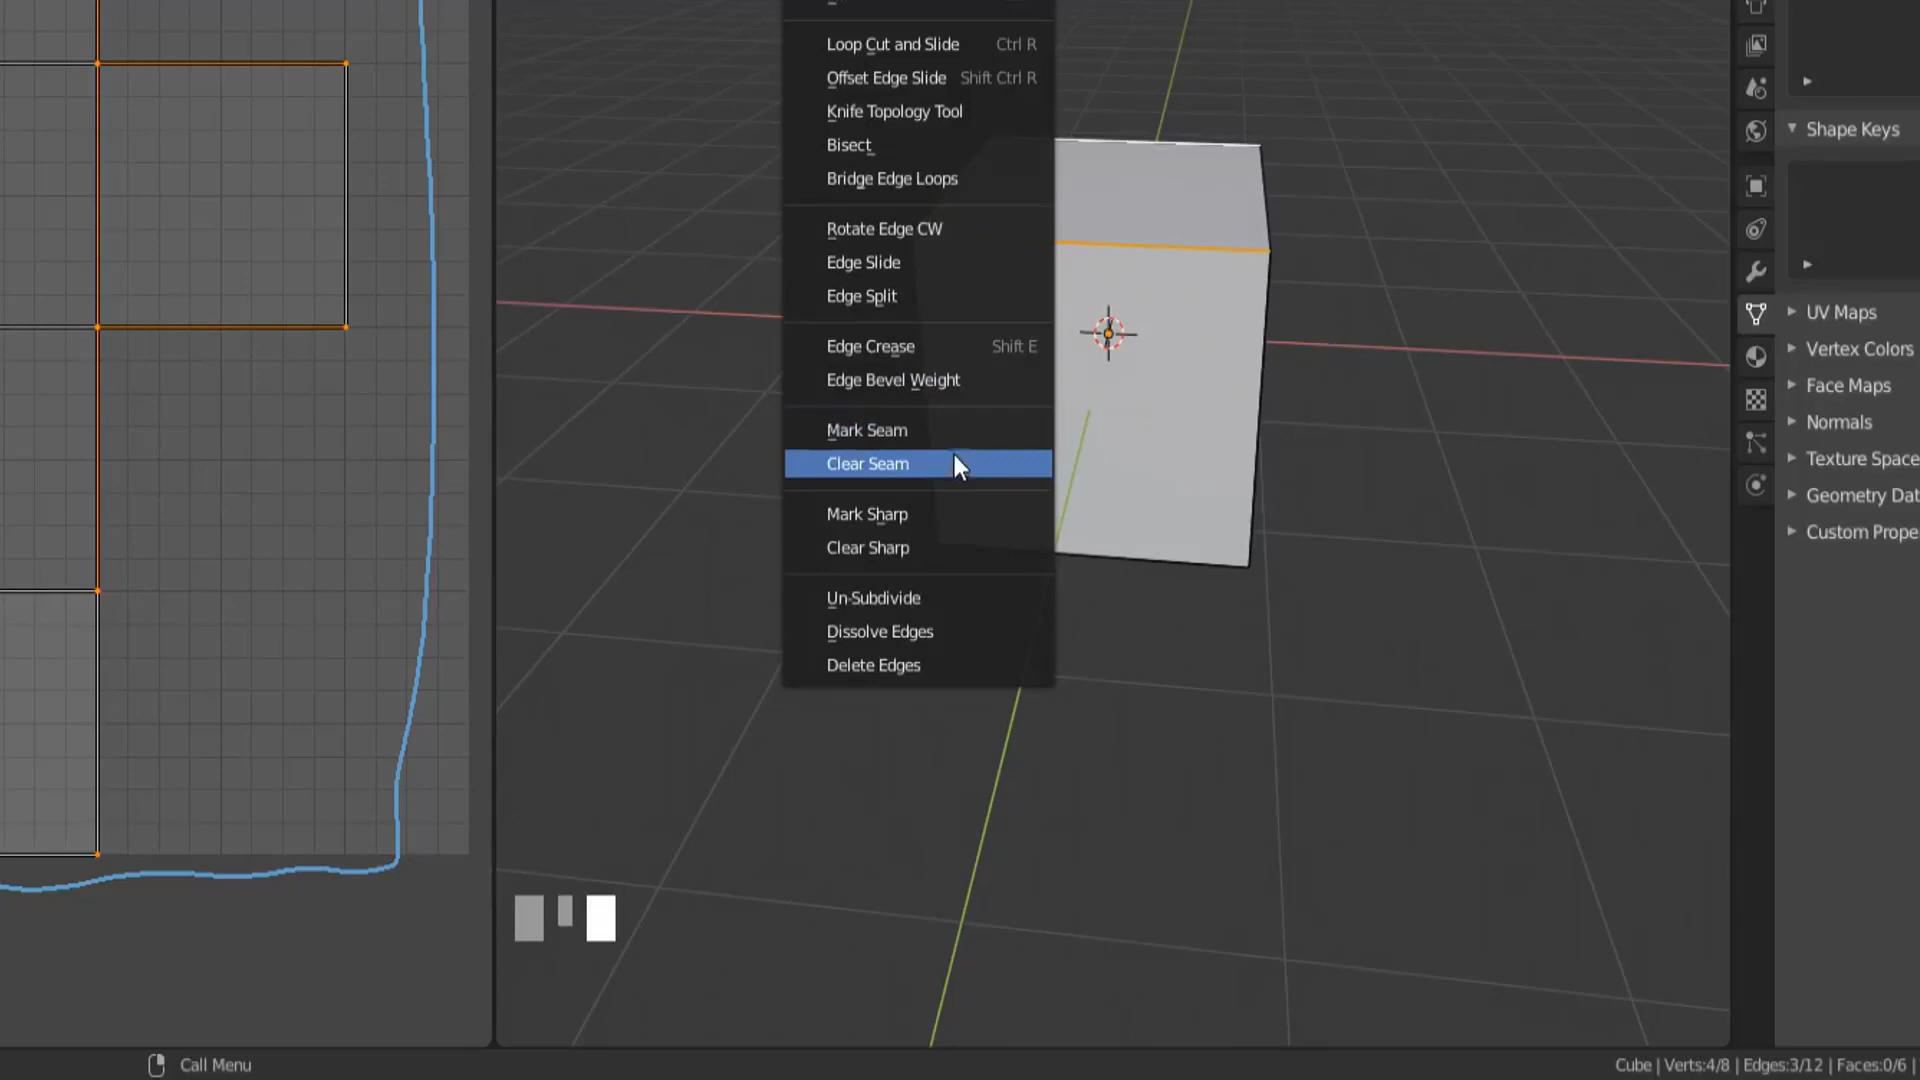 Loop Cut and Slide Ctrl R
Offset Edge Slide Shift Ctrl R
Knife Topology Tool
Bisect
Bridge Edge Loops
Rotate Edge CW
Edge Slide
Edge Split
Edge Crease Shift E
Edge Bevel Weight
Mark Seam
Clear Seam
Mark Sharp
Clear Sharp
Un-Subdivide
Dissolve Edges
Delete Edges
Shape Keys
UV Maps
Vertex Colors
Face Maps
Normals
Texture Space
Geometry Dat
Custom Prope
Call Menu
Cube | Verts:4/8 | Edges:3/12 | Faces:0/6 |